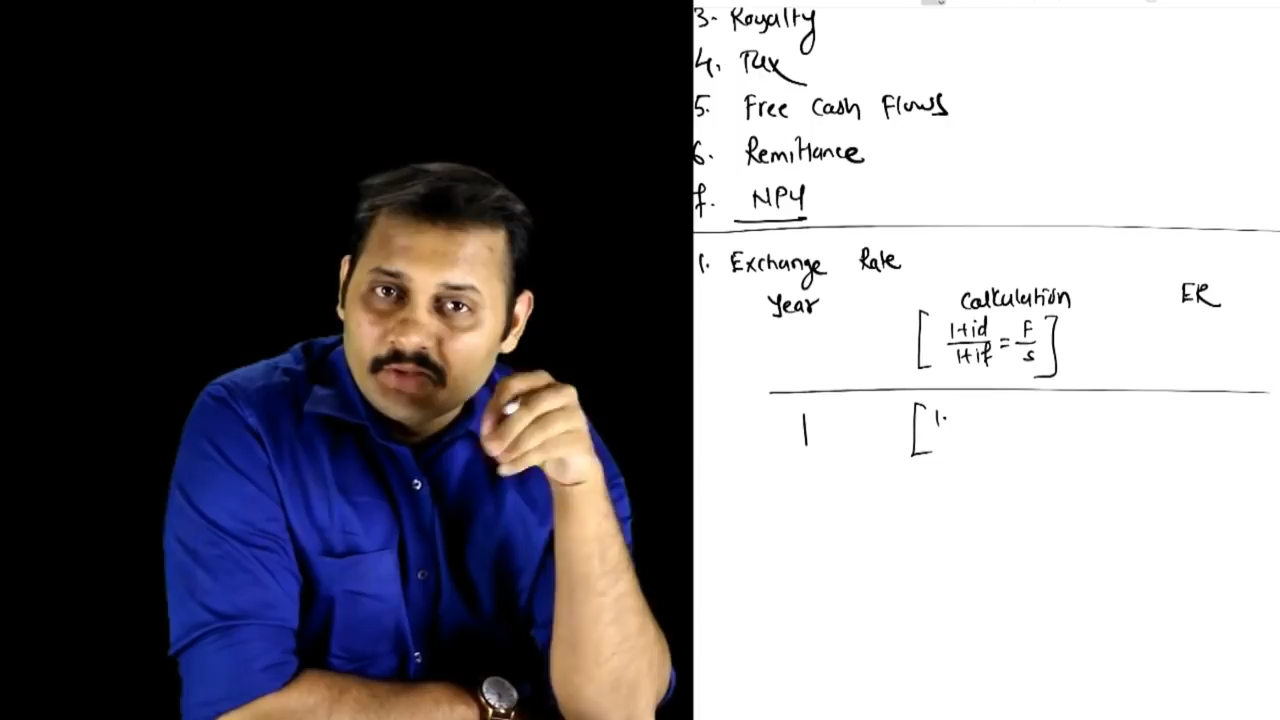 3. Royalty
4. Tax
5. Free Cash Flows
6. Remittance
7. NPV
1. Exchange Rate
Year Calculation ER
[ 1+id / 1+if = F / s ]
1 [ 1.